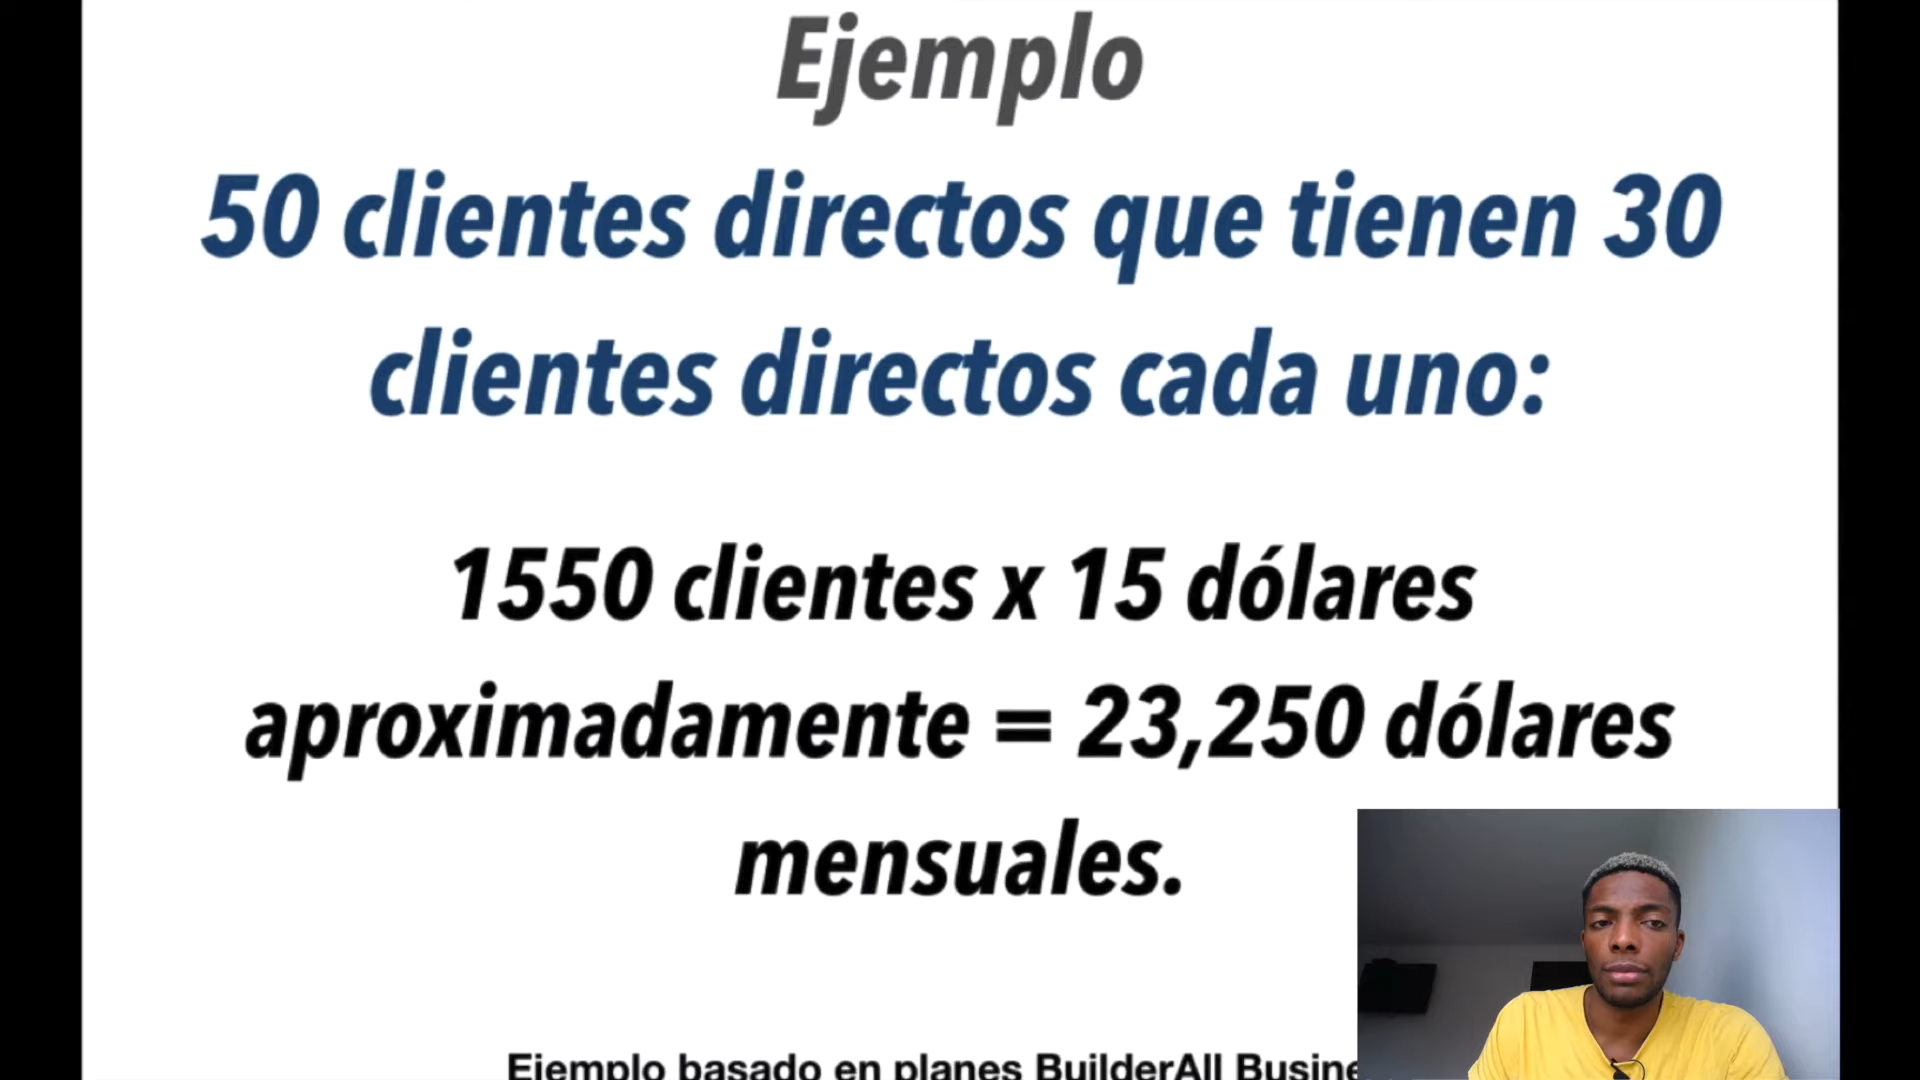 Ejemplo
50 clientes directos que tienen 30
clientes directos cada uno:
1550 clientes x 15 dólares
aproximadamente = 23,250 dólares
mensuales.
Ejemplo basado en planes BuilderAll